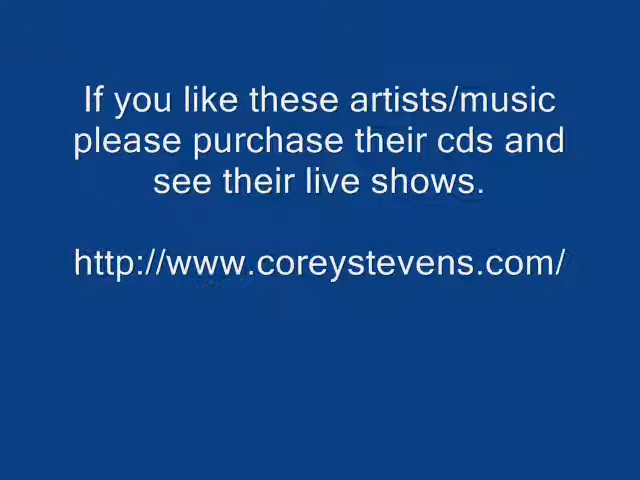 If you like these artists/music
please purchase their cds and
see their live shows.
http://www.coreystevens.com/